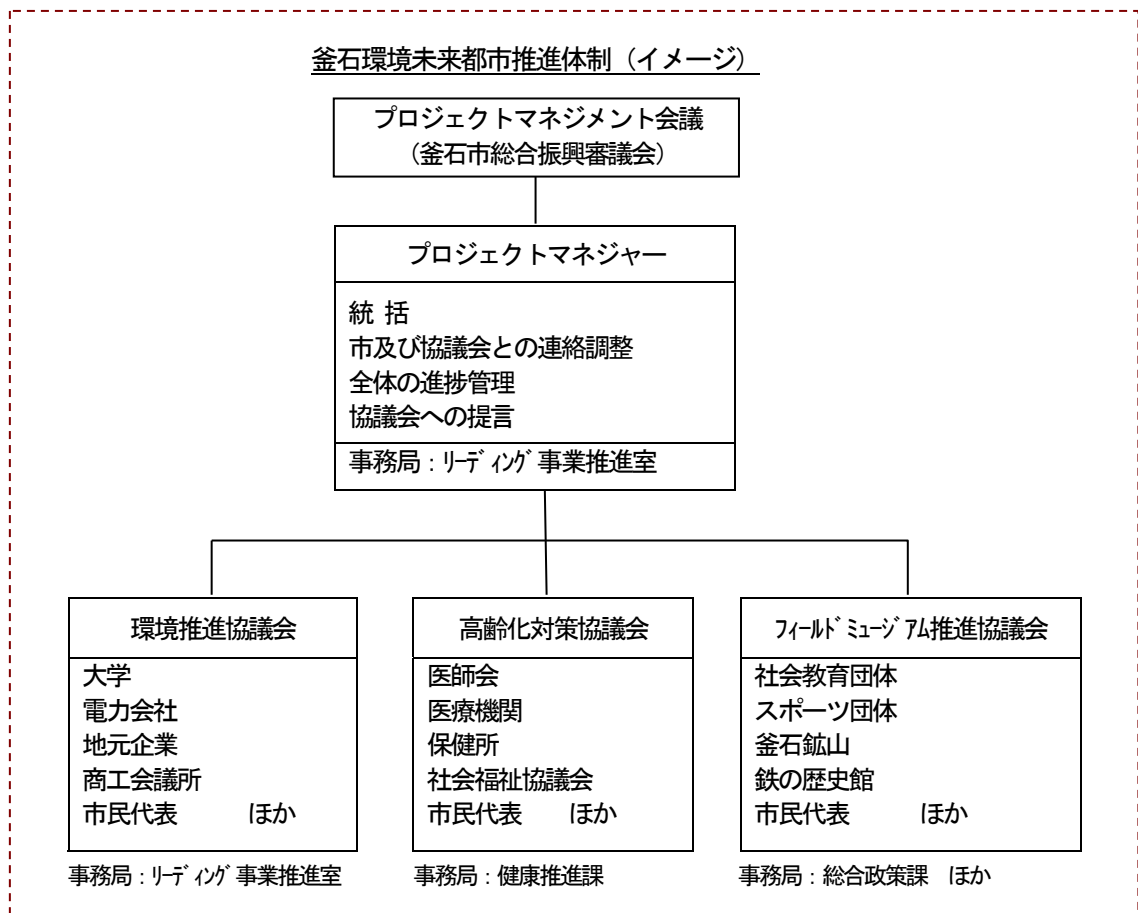 釜石環境未来都市推進体制（イメージ）
プロジェクトマネジメント会議
（釜石市総合振興審議会）
プロジェクトマネジャー
統 括
市及び協議会との連絡調整
全体の進捗管理
協議会への提言
事務局：ﾘｰﾃﾞｨﾝｸﾞ事業推進室
環境推進協議会
大学
電力会社
地元企業
商工会議所
市民代表　　ほか
事務局：ﾘｰﾃﾞｨﾝｸﾞ事業推進室
高齢化対策協議会
医師会
医療機関
保健所
社会福祉協議会
市民代表　　ほか
事務局：健康推進課
ﾌｨｰﾙﾄﾞﾐｭｰｼﾞｱﾑ推進協議会
社会教育団体
スポーツ団体
釜石鉱山
鉄の歴史館
市民代表　　ほか
事務局：総合政策課　ほか